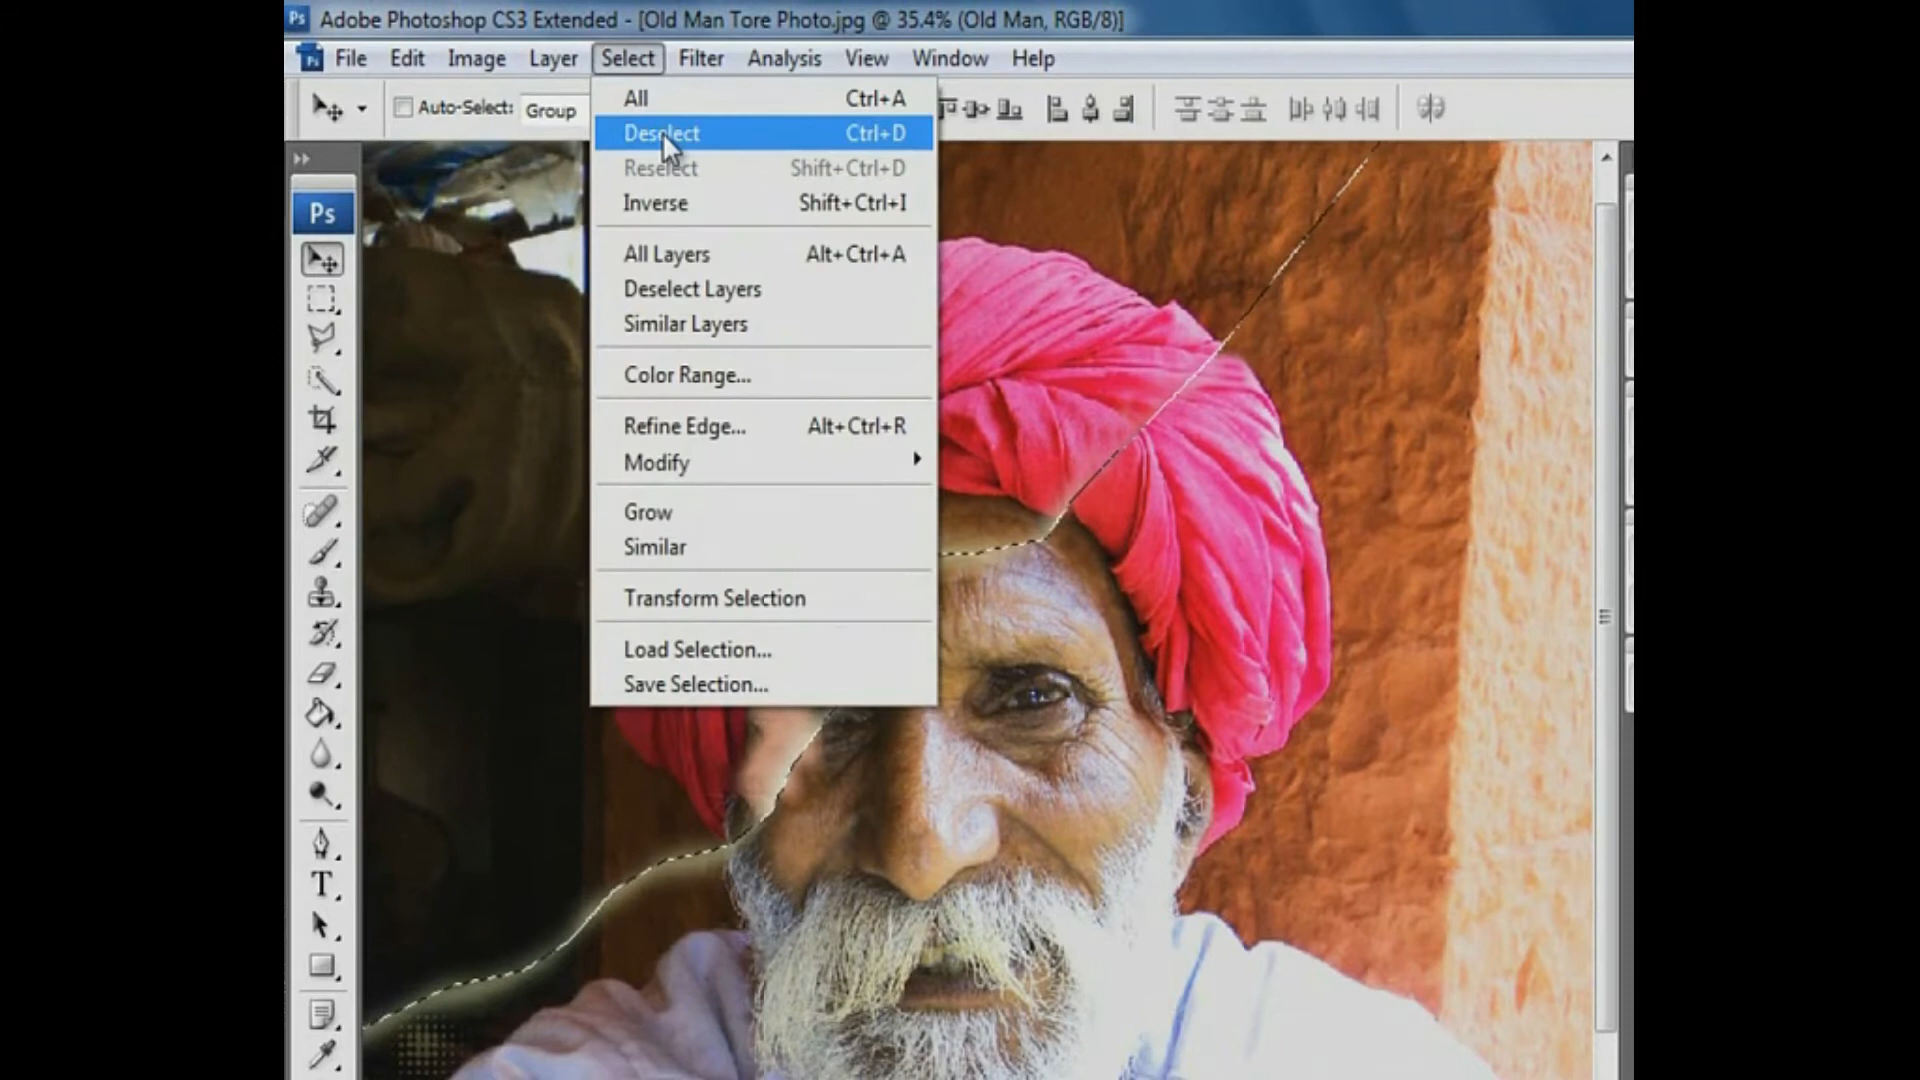 Ps Adobe Photoshop CS3 Extended - [Old Man Tore Photo.jpg @ 35.4% (Old Man, RGB/8)]
Ps File Edit Image Layer Select Filter Analysis View Window Help
Auto-Select: Group
All Ctrl+A
Deselect Ctrl+D
Reselect Shift+Ctrl+D
Inverse Shift+Ctrl+I
All Layers Alt+Ctrl+A
Deselect Layers
Similar Layers
Color Range...
Refine Edge... Alt+Ctrl+R
Modify
Grow
Similar
Transform Selection
Load Selection...
Save Selection...
Ps
T